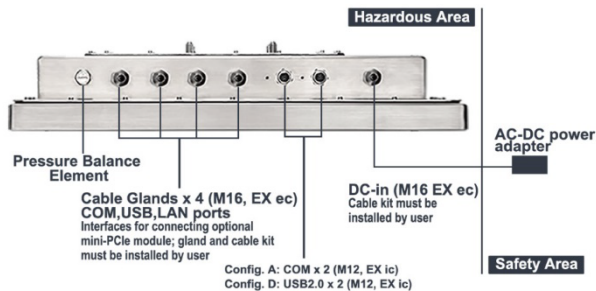 Hazardous Area
Pressure Balance
Element
Cable Glands x 4 (M16, EX ec)
COM,USB,LAN ports
Interfaces for connecting optional
mini-PCIe module; gland and cable kit
must be installed by user
Config. A: COM x 2 (M12, EX ic)
Config. D: USB2.0 x 2 (M12, EX ic)
DC-in (M16 EX ec)
Cable kit must be
installed by user
AC-DC power
adapter
Safety Area